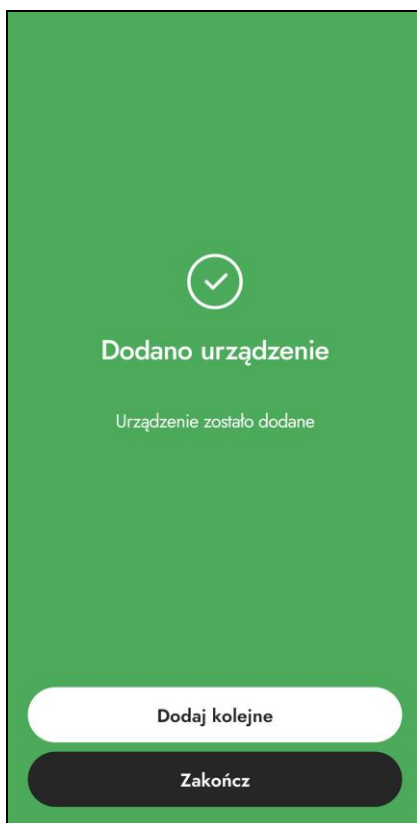 Dodano urządzenie
Urządzenie zostało dodane
Dodaj kolejne
Zakończ